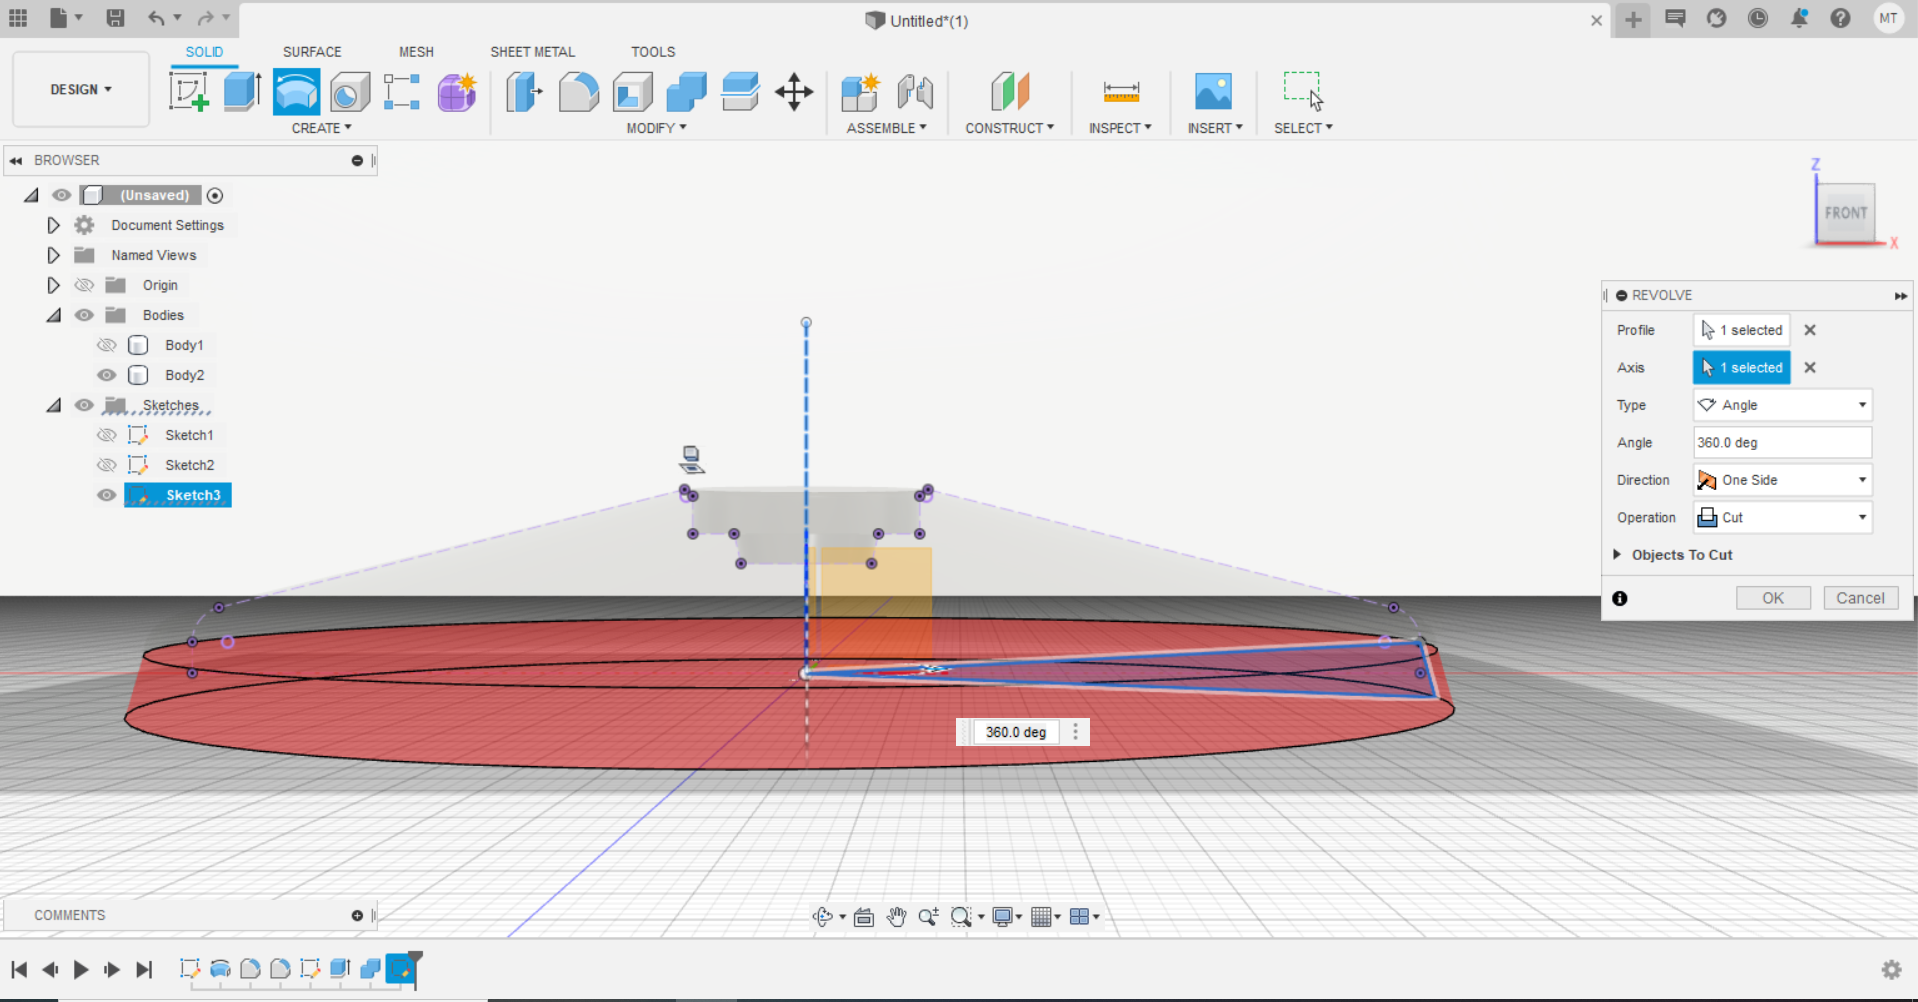 Untitled*(1)
MT
SOLID SURFACE MESH SHEET METAL TOOLS
DESIGN
CREATE MODIFY ASSEMBLE CONSTRUCT INSPECT INSERT SELECT
BROWSER
(Unsaved)
Document Settings
Named Views
Origin
Bodies
Body1
Body2
Sketches
Sketch1
Sketch2
Sketch3
Z
FRONT
X
REVOLVE
Profile 1 selected
Axis 1 selected
Type Angle
Angle 360.0 deg
Direction One Side
Operation Cut
Objects To Cut
OK Cancel
360.0 deg
COMMENTS